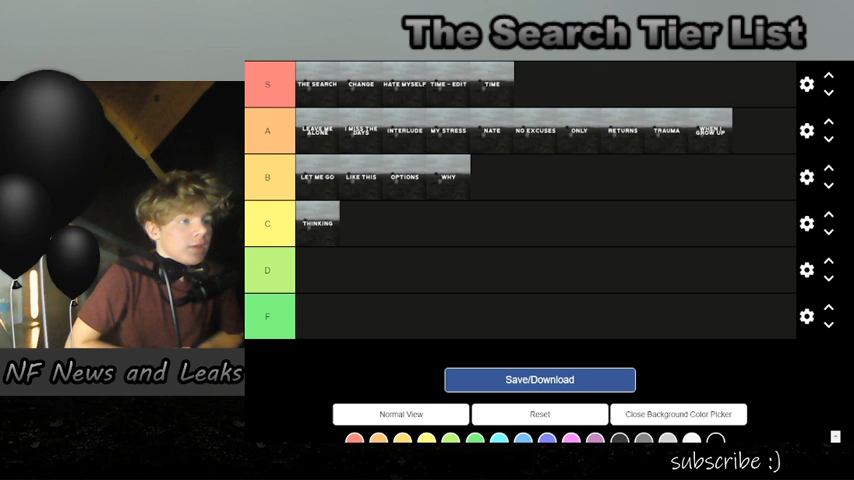 The Search Tier List
S
THE SEARCH
CHANGE
HATE MYSELF
TIME - EDIT
TIME
A
LEAVE ME
ALONE
I MISS THE
DAYS
INTERLUDE
MY STRESS
NATE
NO EXCUSES
ONLY
RETURNS
TRAUMA
WHEN I
GROW UP
B
LET ME GO
LIKE THIS
OPTIONS
WHY
C
THINKING
D
F
NF News and Leaks
Save/Download
Normal View
Reset
Close Background Color Picker
subscribe :)